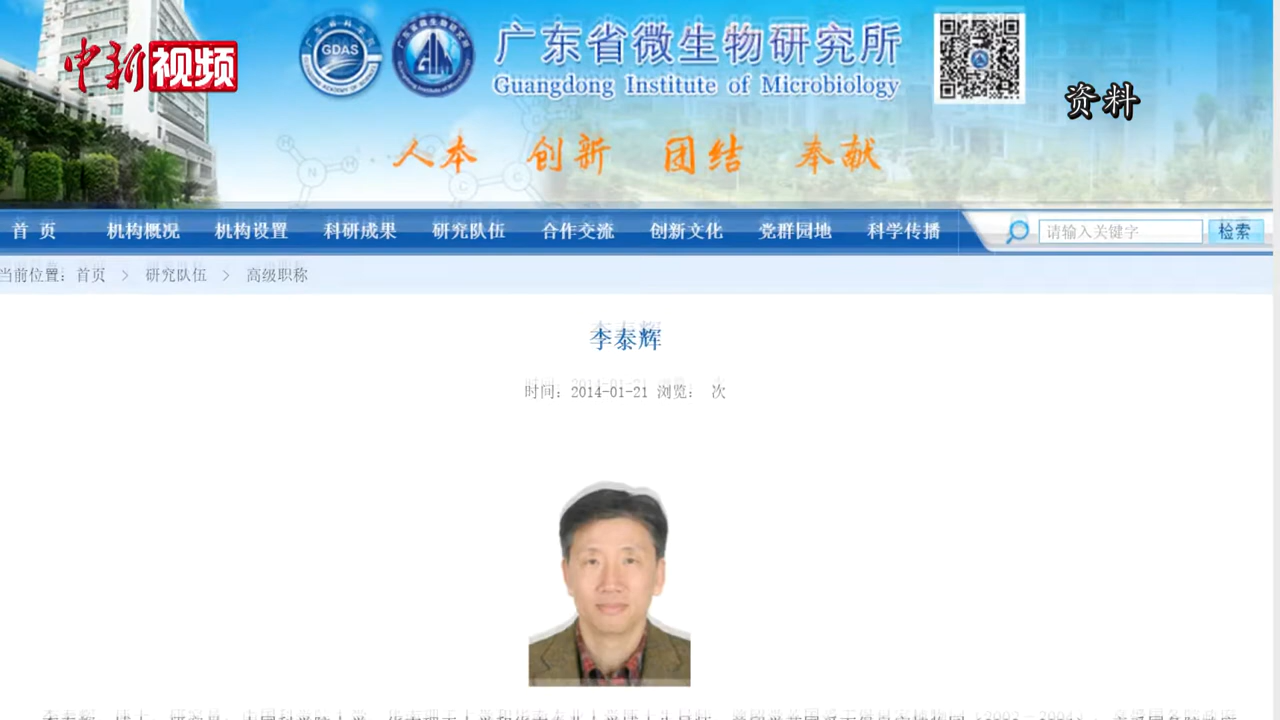 中新视频
GDAS
广东省微生物研究所
Guangdong Institute of Microbiology
资料
人本 创新 团结 奉献
首 页 机构概况 机构设置 科研成果 研究队伍 合作交流 创新文化 党群园地 科学传播 请输入关键字 检索
当前位置： 首页 > 研究队伍 > 高级职称
李泰辉
时间： 2014-01-21 浏览： 次